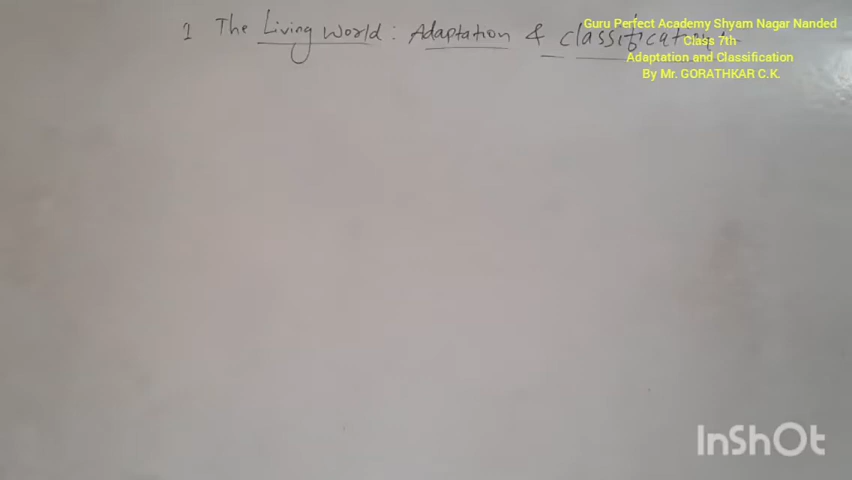 1 The Living World : Adaptation & classification :-
Guru Perfect Academy Shyam Nagar Nanded
Class 7th
Adaptation and Classification
By Mr. GORATHKAR C.K.
InShOt